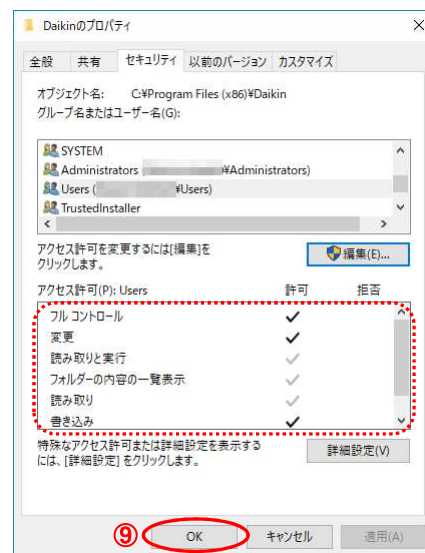 Daikinのプロパティ
全般 共有 セキュリティ 以前のバージョン カスタマイズ
オブジェクト名: C:¥Program Files (x86)¥Daikin
グループ名またはユーザー名(G):
SYSTEM
Administrators ( ¥Administrators)
Users ( ¥Users)
TrustedInstaller
アクセス許可を変更するには[編集]を
クリックします。
編集(E)...
アクセス許可(P): Users 許可 拒否
フル コントロール
変更
読み取りと実行
フォルダーの内容の一覧表示
読み取り
書き込み
特殊なアクセス許可または詳細設定を表示する
には、[詳細設定] をクリックします。
詳細設定(V)
⑨ OK キャンセル 適用(A)